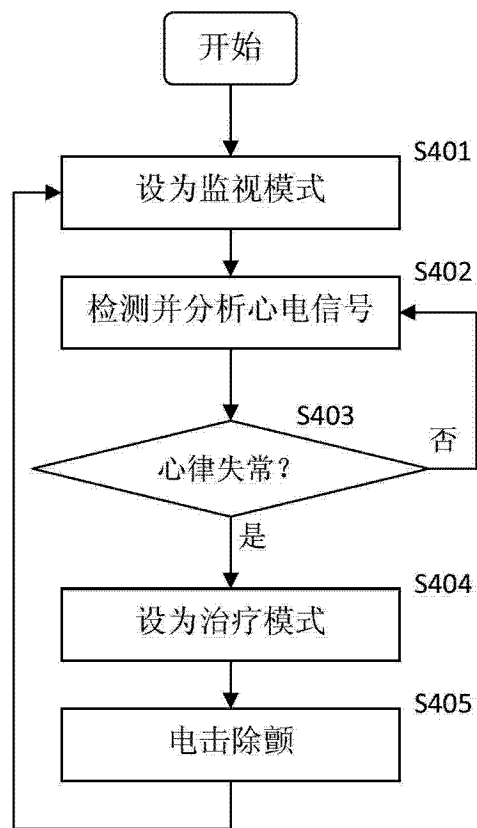 开始
S401
设为监视模式
S402
检测并分析心电信号
S403
心律失常?
否
是
S404
设为治疗模式
S405
电击除颤